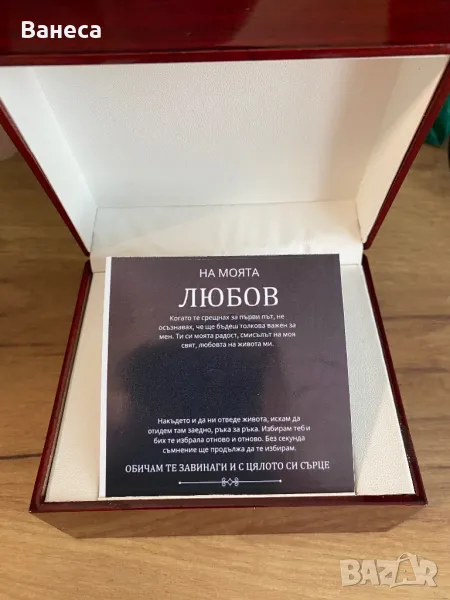 Ванеса
НА МОЯТА
ЛЮБОВ
Когато те срещнах за първи път, не
осъзнавах, че ще бъдеш толкова важен за
мен. Ти си моята радост, смисълът на моя
свят, любовта на живота ми.
Накъдето и да ни отведе живота, искам да
отидем там заедно, ръка за ръка. Избирам теб и
бих те избрала отново и отново. Без секунда
съмнение ще продължа да те избирам.
ОБИЧАМ ТЕ ЗАВИНАГИ И С ЦЯЛОТО СИ СЪРЦЕ
BAZAR